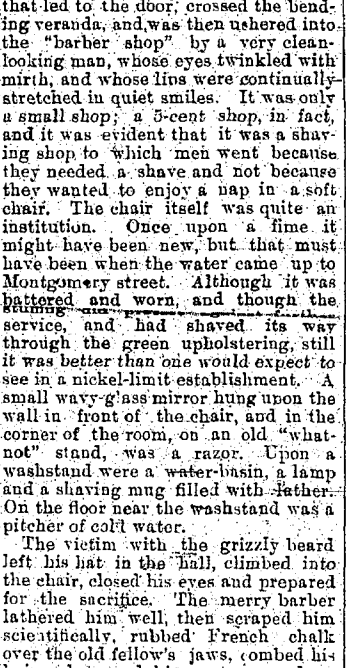 that led to the door, crossed the bend-
ing veranda, and was then ushered into
the "barber shop" by a very clean-
looking man, whose eyes twinkled with
mirth, and whose lips were continually
stretched in quiet smiles. It was only
a small shop; a 5-cent shop, in fact,
and it was evident that it was a shav-
ing shop to which men went because
they needed a shave and not because
they wanted to enjoy a nap in a soft
chair. The chair itself was quite an
institution. Once upon a time it
might have been new, but that must
have been when the water came up to
Montgomery street. Although it was
battered and worn, and though the
service, and had shaved its way
through the green upholstering, still
it was better than one would expect to
see in a nickel-limit establishment. A
small wavy-glass mirror hung upon the
wall in front of the chair, and in the
corner of the room, on an old "what-
not" stand, was a razor. Upon a
washstand were a water-basin, a lamp
and a shaving mug filled with lather.
On the floor near the washstand was a
pitcher of cold water.
The victim with the grizzly beard
left his hat in the hall, climbed into
the chair, closed his eyes and prepared
for the sacrifice. The merry barber
lathered him well, then scraped him
scientifically, rubbed French chalk
over the old fellow's jaws, combed his